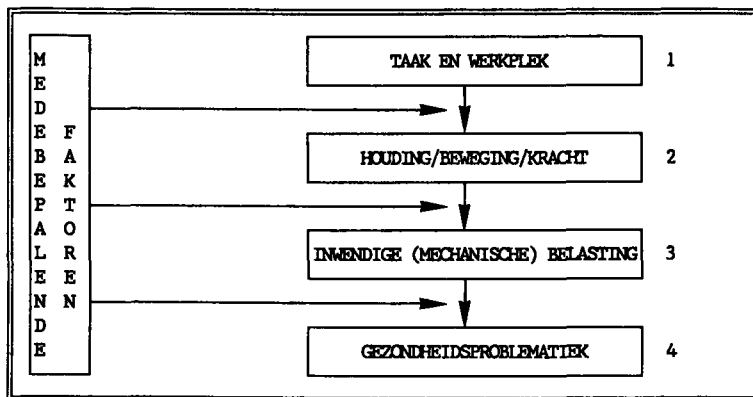 MEDEBEPALENDE
FAKTOREN
TAAK EN WERKPLEK 1
HOUDING/BEWEGING/KRACHT 2
INWENDIGE (MECHANISCHE) BELASTING 3
GEZONDHEIDSPROBLEMATIEK 4